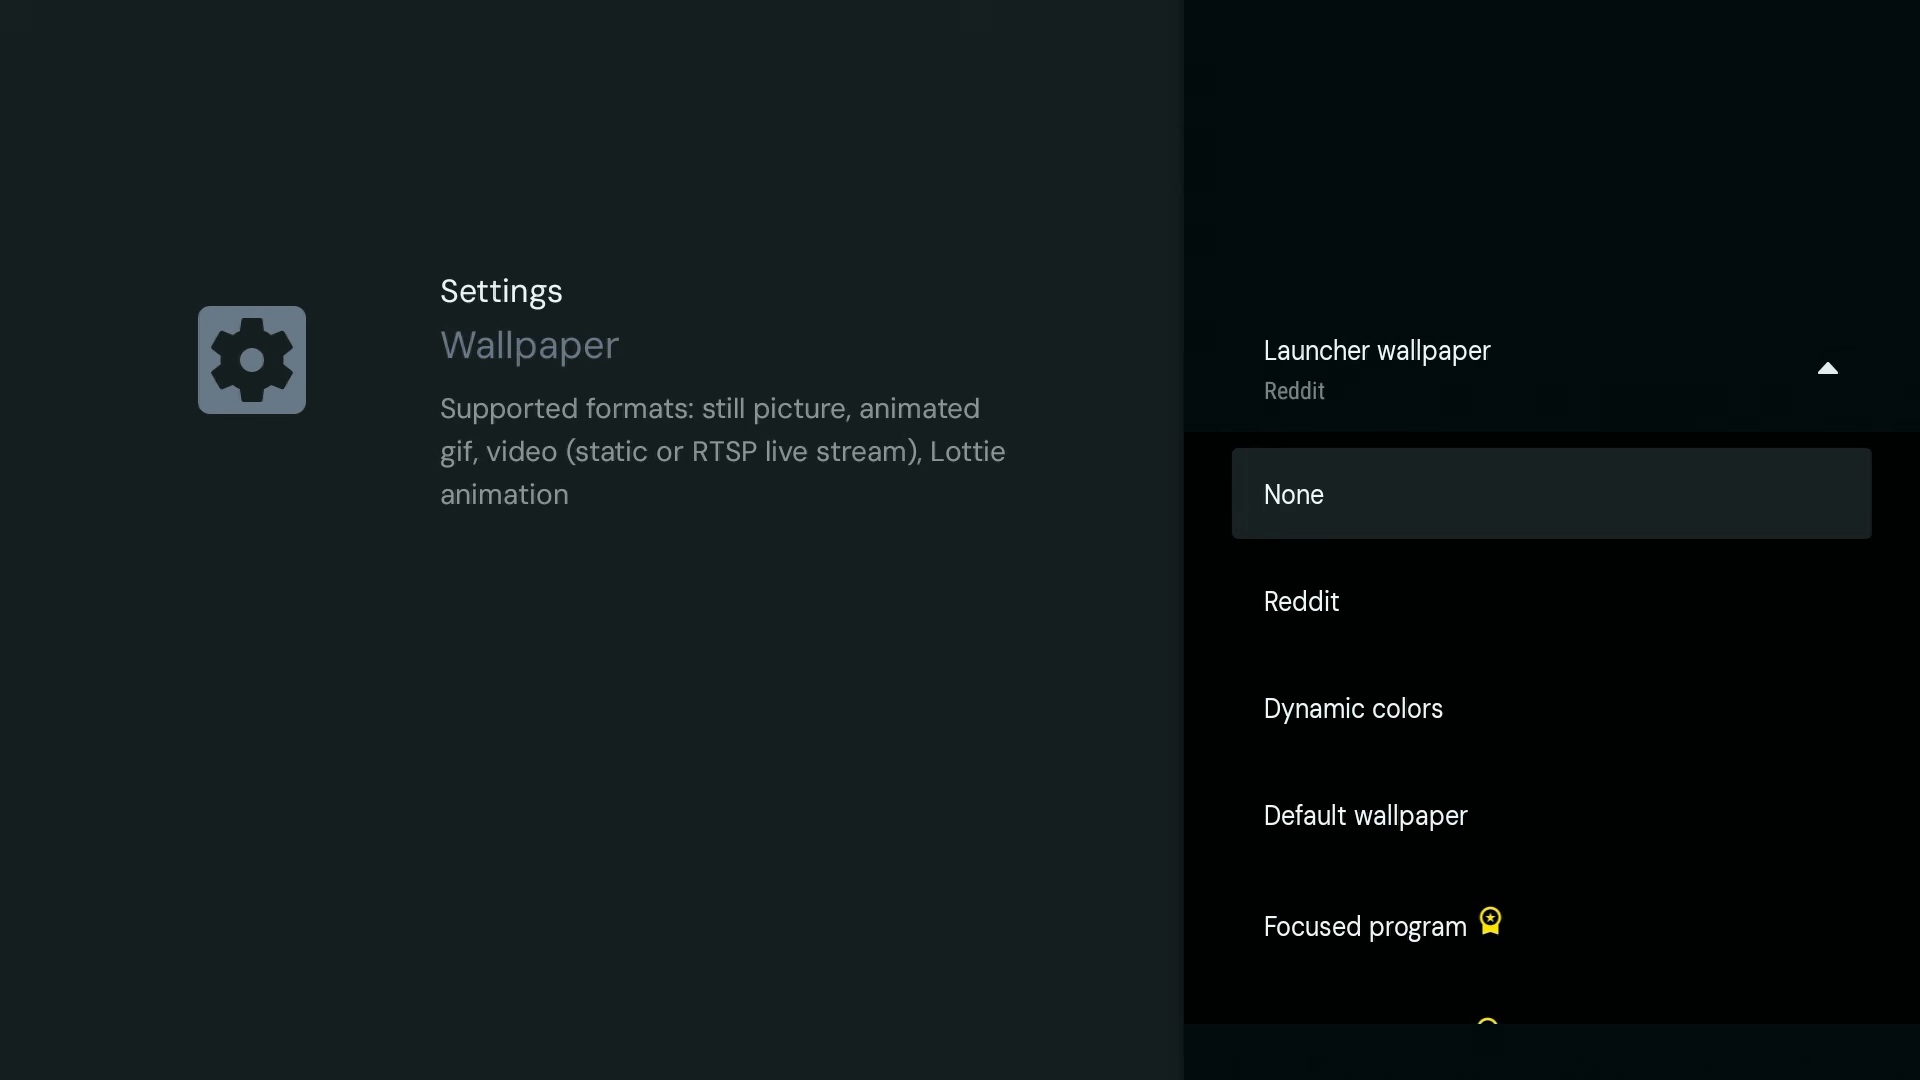 Settings
Wallpaper
Supported formats: still picture, animated
gif, video (static or RTSP live stream), Lottie
animation
Launcher wallpaper
Reddit
None
Reddit
Dynamic colors
Default wallpaper
Focused program